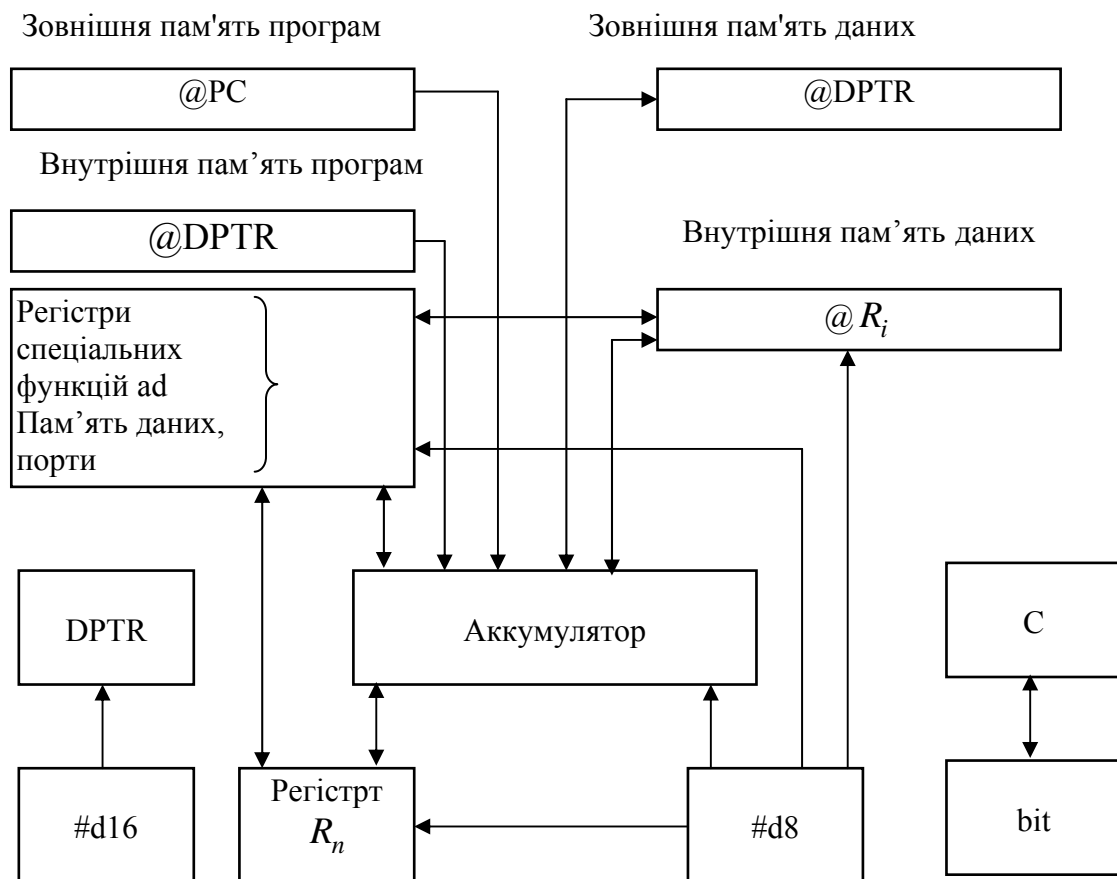 Зовнішня пам'ять програм
Зовнішня пам'ять даних
@PC
@DPTR
Внутрішня пам’ять програм
@DPTR
Внутрішня пам’ять даних
Регістри
спеціальних
функцій ad
Пам’ять даних,
порти
@ Ri
DPTR
Аккумулятор
C
#d16
Регістрт
Rn
#d8
bit